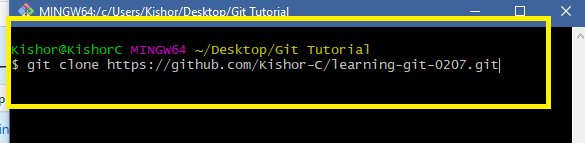 MINGW64:/c/Users/Kishor/Desktop/Git Tutorial
Kishor@KishorC MINGW64 ~/Desktop/Git Tutorial
$ git clone https://github.com/Kishor-C/learning-git-0207.git